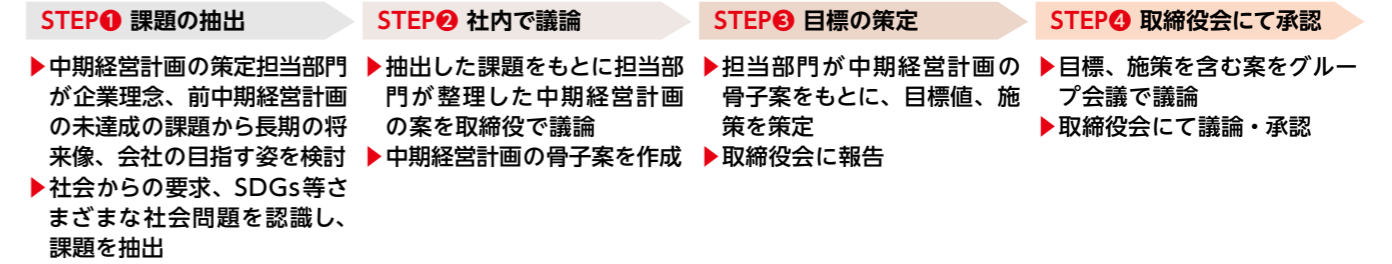 STEP❶ 課題の抽出
▶中期経営計画の策定担当部門
が企業理念、前中期経営計画
の未達成の課題から長期の将
来像、会社の目指す姿を検討
▶社会からの要求、SDGs等さ
まざまな社会問題を認識し、
課題を抽出
STEP❷ 社内で議論
▶抽出した課題をもとに担当部
門が整理した中期経営計画
の案を取締役で議論
▶中期経営計画の骨子案を作成
STEP❸ 目標の策定
▶担当部門が中期経営計画の
骨子案をもとに、目標値、施
策を策定
▶取締役会に報告
STEP❹ 取締役会にて承認
▶目標、施策を含む案をグルー
プ会議で議論
▶取締役会にて議論・承認